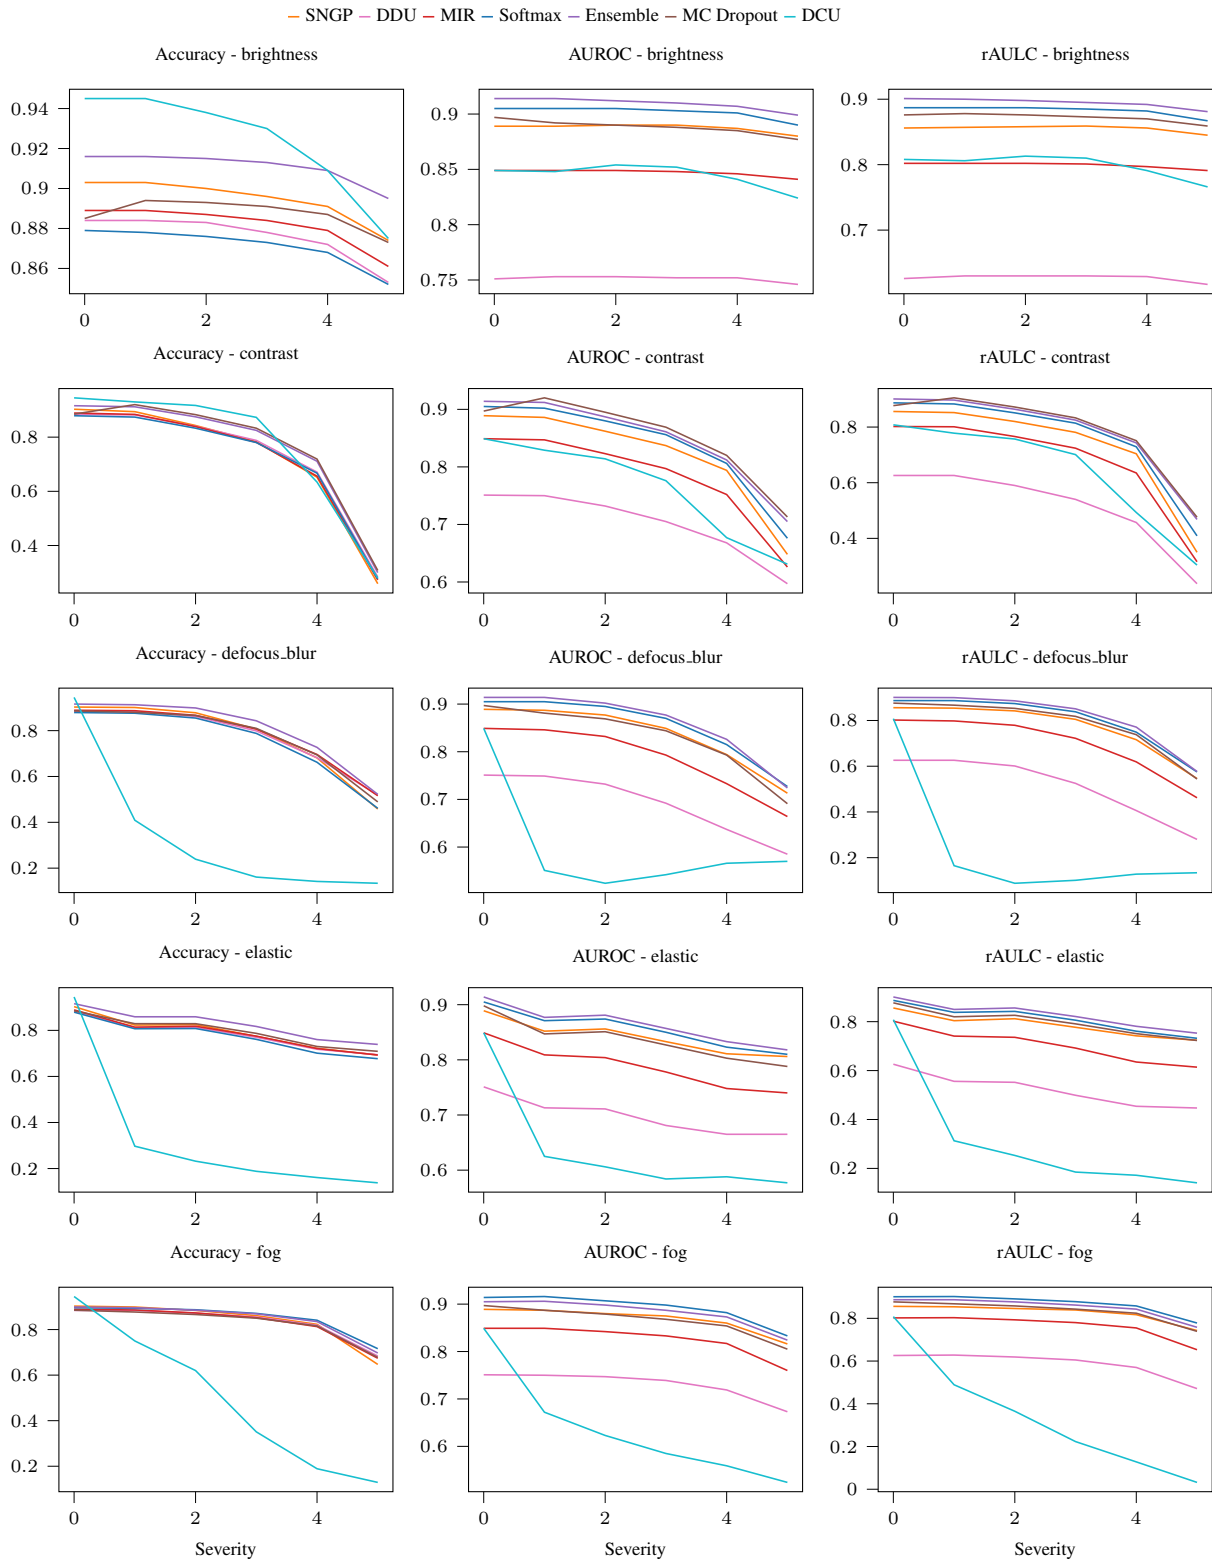 SNGP DDU MIR Softmax Ensemble MC Dropout DCU
Accuracy - brightness AUROC - brightness rAULC - brightness
0.94
0.92
0.9
0.88
0.86
0 2 4
0.9
0.85
0.8
0.75
0 2 4
0.9
0.8
0.7
0 2 4
Accuracy - contrast AUROC - contrast rAULC - contrast
0.8
0.6
0.4
0 2 4
0.9
0.8
0.7
0.6
0 2 4
0.8
0.6
0.4
0 2 4
Accuracy - defocus_blur AUROC - defocus_blur rAULC - defocus_blur
0.8
0.6
0.4
0.2
0 2 4
0.9
0.8
0.7
0.6
0 2 4
0.8
0.6
0.4
0.2
0 2 4
Accuracy - elastic AUROC - elastic rAULC - elastic
0.8
0.6
0.4
0.2
0 2 4
0.9
0.8
0.7
0.6
0 2 4
0.8
0.6
0.4
0.2
0 2 4
Accuracy - fog AUROC - fog rAULC - fog
0.8
0.6
0.4
0.2
0 2 4
0.9
0.8
0.7
0.6
0 2 4
0.8
0.6
0.4
0.2
0
0 2 4
Severity Severity Severity